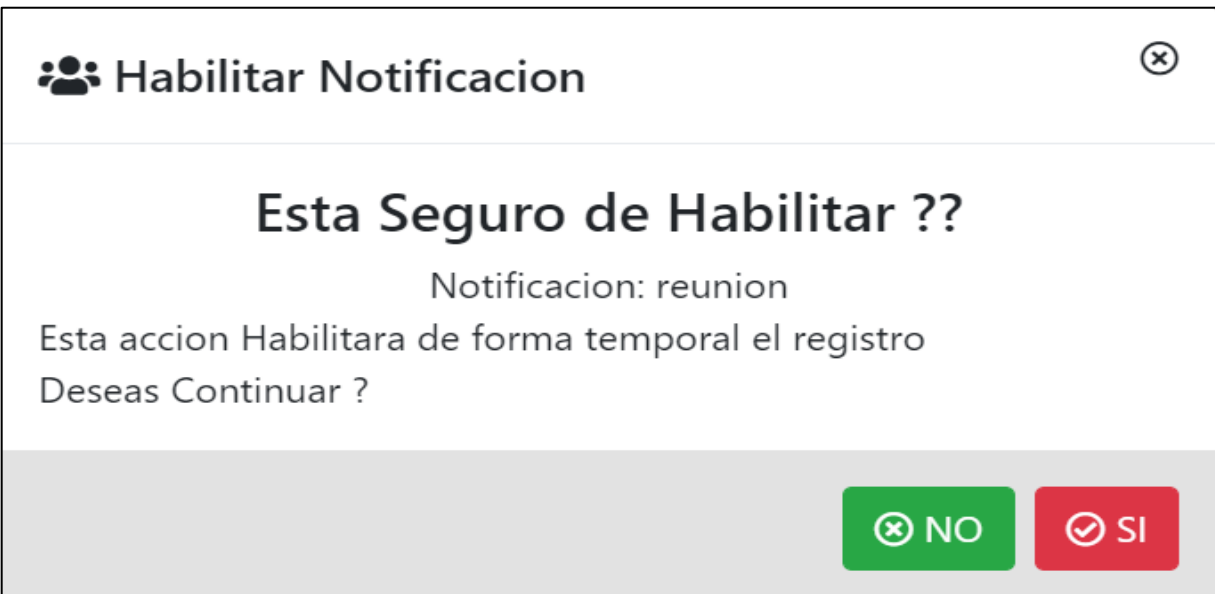 Habilitar Notificacion
Esta Seguro de Habilitar ??
Notificacion: reunion
Esta accion Habilitara de forma temporal el registro
Deseas Continuar ?
NO SI